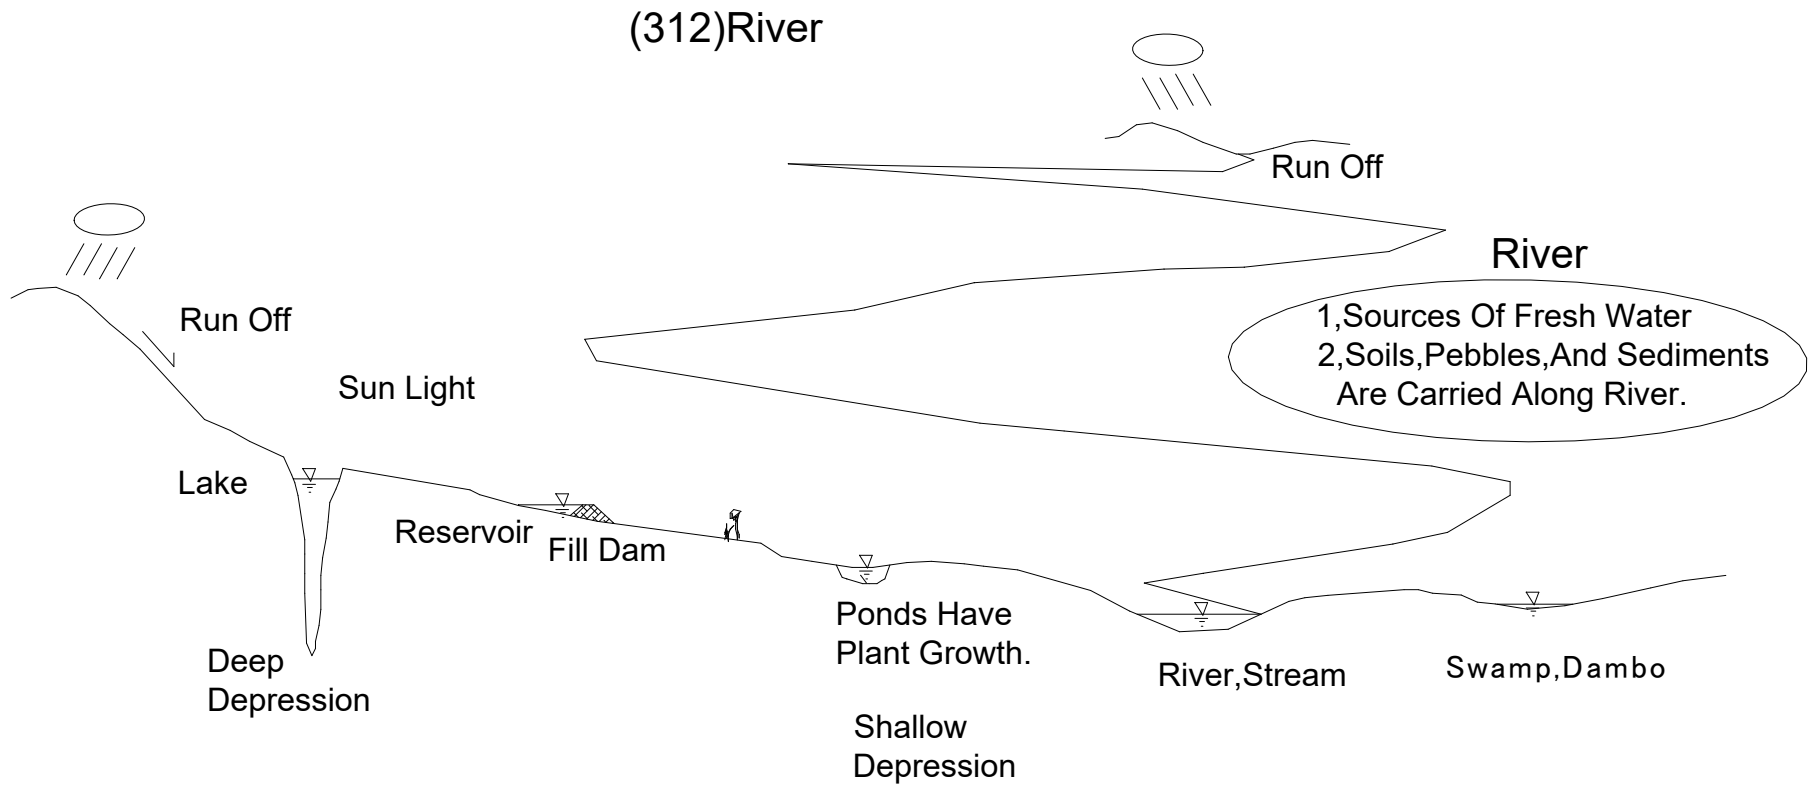 (312)River
Run Off
River
1,Sources Of Fresh Water
2,Soils,Pebbles,And Sediments
Are Carried Along River.
Run Off
Sun Light
Lake
Reservoir
Fill Dam
Ponds Have
Plant Growth.
River,Stream
Swamp,Dambo
Deep
Depression
Shallow
Depression